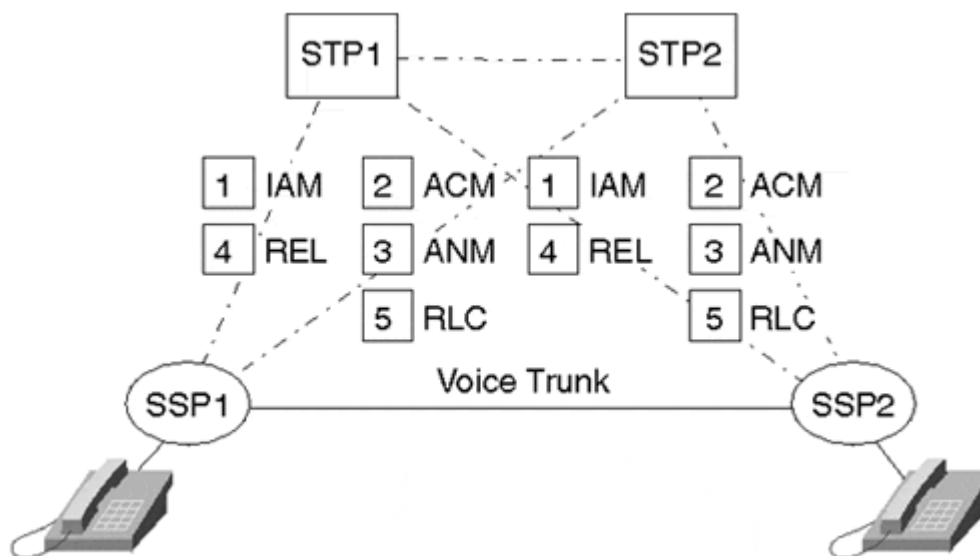 STP1 STP2
1 IAM 2 ACM 1 IAM 2 ACM
4 REL 3 ANM 4 REL 3 ANM
5 RLC 5 RLC
Voice Trunk
SSP1 SSP2